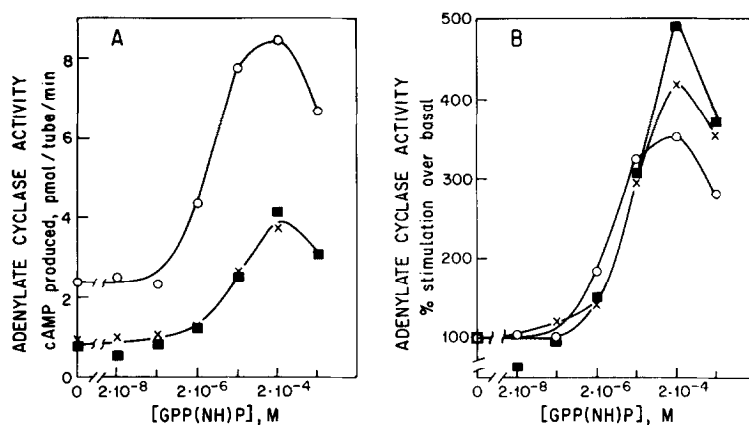 A
ADENYLATE CYCLASE ACTIVITY
cAMP produced, pmol/tube/min
8
6
4
2
0
0 2·10⁻⁸ 2·10⁻⁶ 2·10⁻⁴
[GPP(NH)P], M
B
ADENYLATE CYCLASE ACTIVITY
% stimulation over basal
500
400
300
200
100
0 2·10⁻⁸ 2·10⁻⁶ 2·10⁻⁴
[GPP(NH)P], M